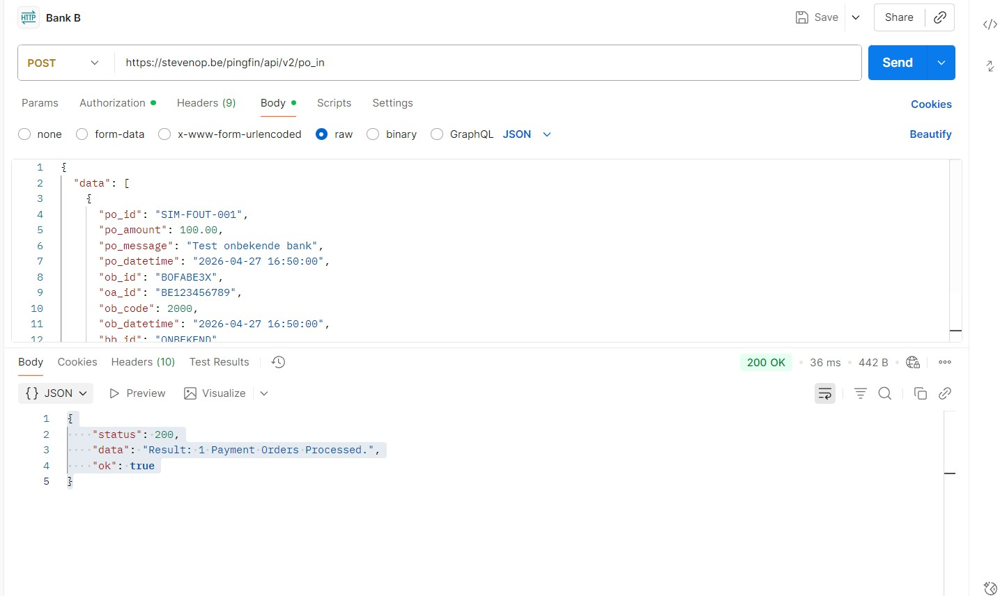 HTTP Bank B Save Share
POST https://stevenop.be/pingfin/api/v2/po_in Send
Params Authorization Headers (9) Body Scripts Settings Cookies
none form-data x-www-form-urlencoded raw binary GraphQL JSON Beautify
1 {
2 "data": [
3 {
4 "po_id": "SIM-FOUT-001",
5 "po_amount": 100.00,
6 "po_message": "Test onbekende bank",
7 "po_datetime": "2026-04-27 16:50:00",
8 "ob_id": "BOFABE3X",
9 "oa_id": "BE123456789",
10 "ob_code": 2000,
11 "ob_datetime": "2026-04-27 16:50:00",
12 "bb_id": "ONBEKEND"
Body Cookies Headers (10) Test Results 200 OK • 36 ms • 442 B •
{} JSON Preview Visualize
1 {
2 "status": 200,
3 "data": "Result: 1 Payment Orders Processed.",
4 "ok": true
5 }